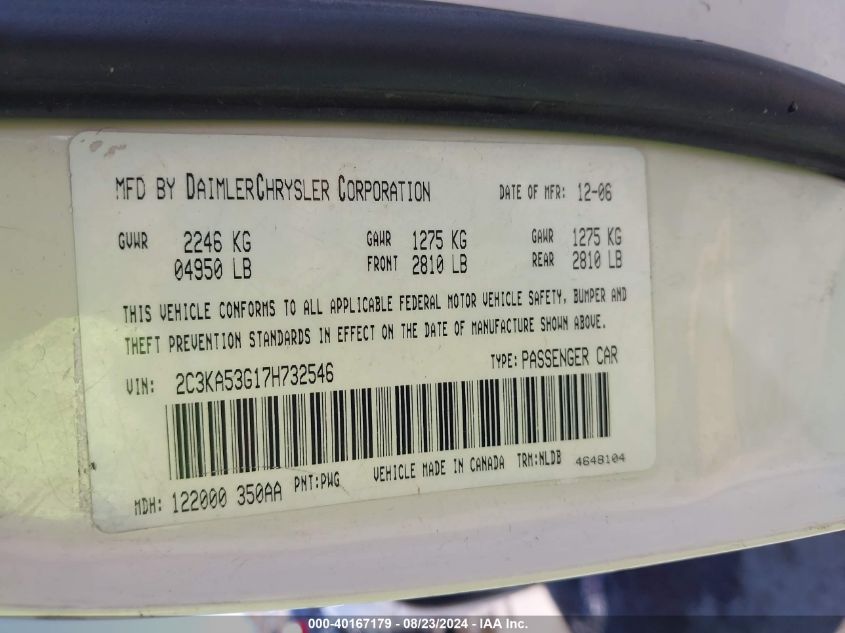 MFD BY DAIMLERCHRYSLER CORPORATION DATE OF MFR: 12-06
GVWR 2246 KG GAWR 1275 KG GAWR 1275 KG
04950 LB FRONT 2810 LB REAR 2810 LB
THIS VEHICLE CONFORMS TO ALL APPLICABLE FEDERAL MOTOR VEHICLE SAFETY, BUMPER AND
THEFT PREVENTION STANDARDS IN EFFECT ON THE DATE OF MANUFACTURE SHOWN ABOVE.
VIN: 2C3KA53G17H732546 TYPE: PASSENGER CAR
MDH: 122000 350AA PNT:PWG VEHICLE MADE IN CANADA TRM:NLDB 4648104
000-40167179 - 08/23/2024 - IAA Inc.